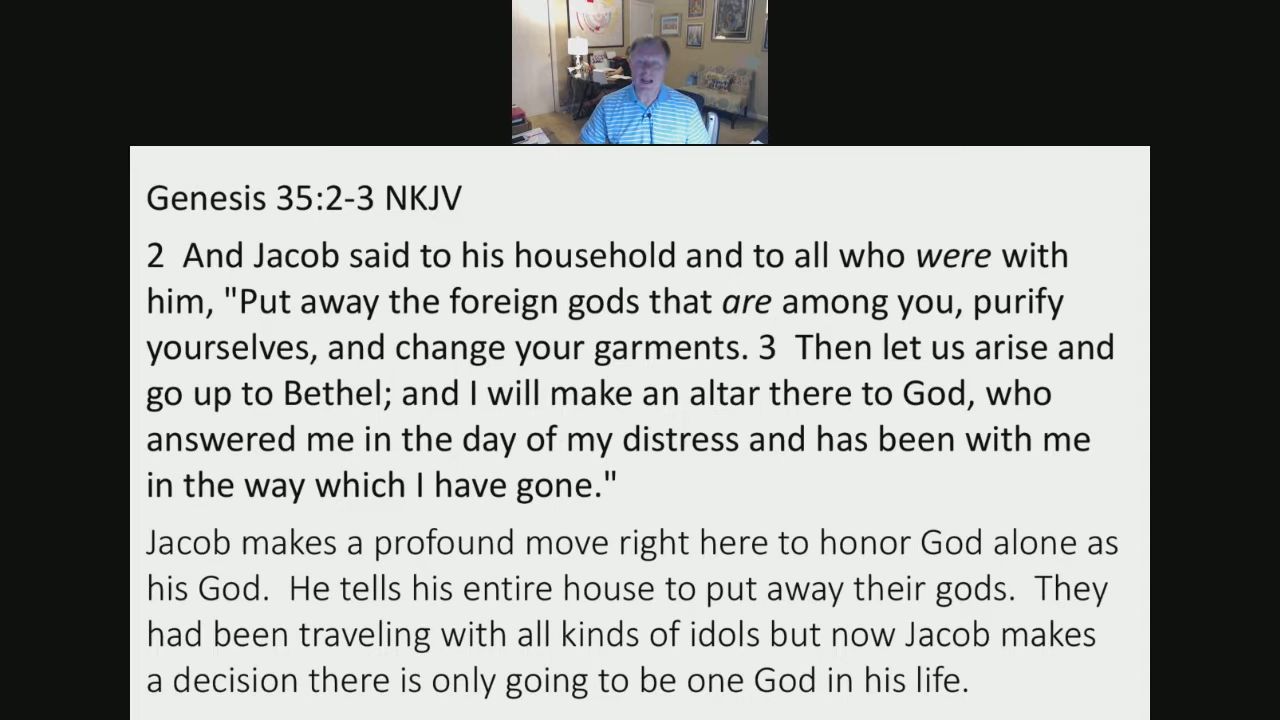 Genesis 35:2-3 NKJV
2  And Jacob said to his household and to all who were with
him, "Put away the foreign gods that are among you, purify
yourselves, and change your garments. 3  Then let us arise and
go up to Bethel; and I will make an altar there to God, who
answered me in the day of my distress and has been with me
in the way which I have gone."
Jacob makes a profound move right here to honor God alone as
his God.  He tells his entire house to put away their gods.  They
had been traveling with all kinds of idols but now Jacob makes
a decision there is only going to be one God in his life.